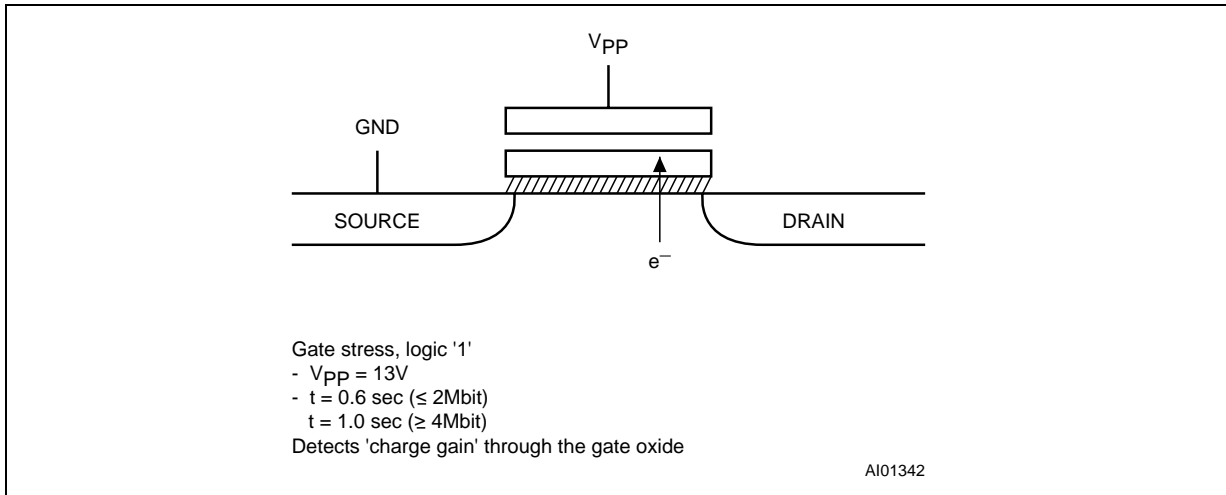 VPP
GND
SOURCE
DRAIN
e–
Gate stress, logic '1'
- VPP = 13V
- t = 0.6 sec (≤ 2Mbit)
t = 1.0 sec (≥ 4Mbit)
Detects 'charge gain' through the gate oxide
AI01342